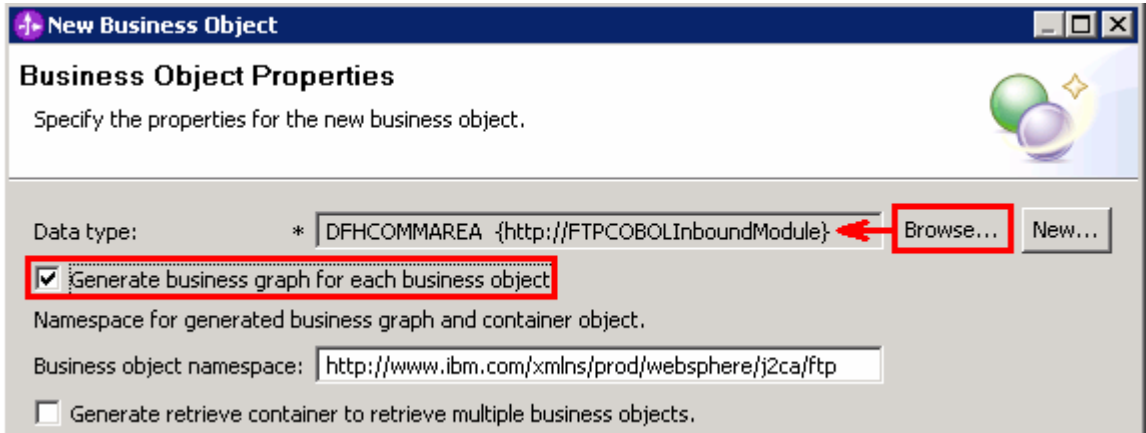 New Business Object
Business Object Properties
Specify the properties for the new business object.
Data type: * DFHCOMMAREA {http://FTPCOBOLInboundModule} Browse... New...
Generate business graph for each business object
Namespace for generated business graph and container object.
Business object namespace: http://www.ibm.com/xmlns/prod/websphere/j2ca/ftp
Generate retrieve container to retrieve multiple business objects.